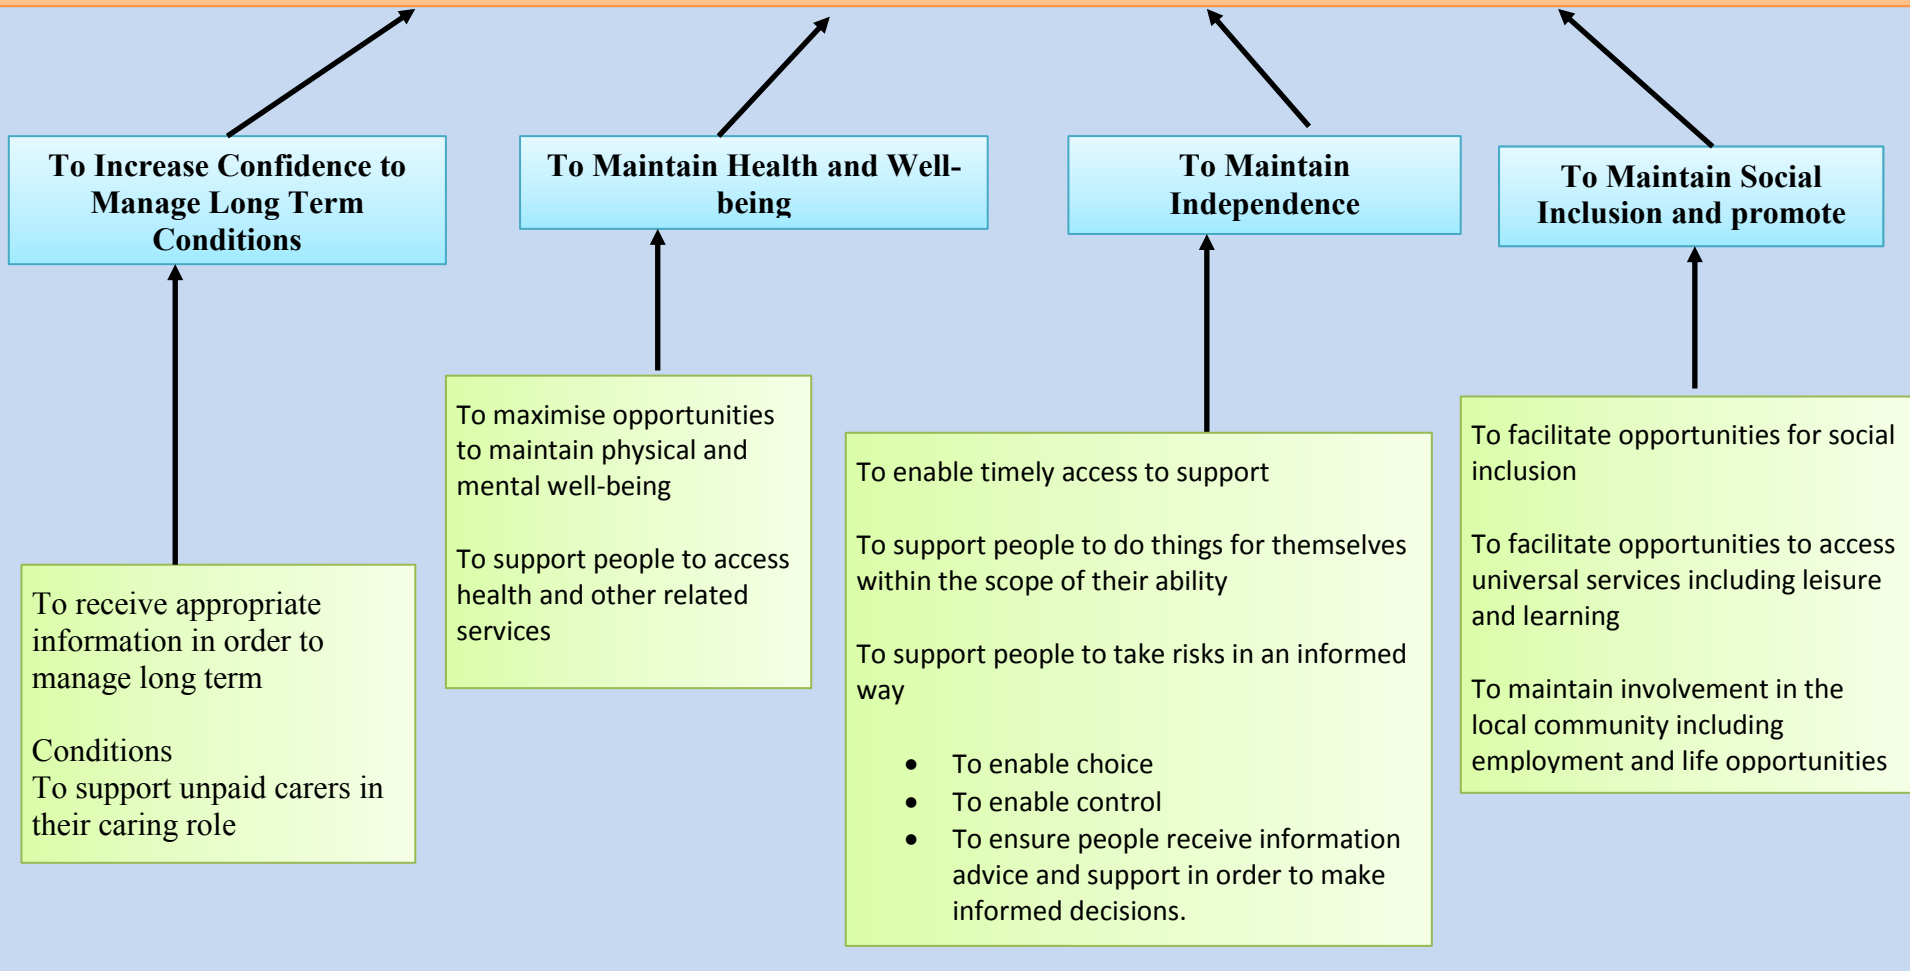 To Increase Confidence to
Manage Long Term
Conditions
To Maintain Health and Well-
being
To Maintain
Independence
To Maintain Social
Inclusion and promote
To receive appropriate
information in order to
manage long term
Conditions
To support unpaid carers in
their caring role
To maximise opportunities
to maintain physical and
mental well-being
To support people to access
health and other related
services
To enable timely access to support
To support people to do things for themselves
within the scope of their ability
To support people to take risks in an informed
way
• To enable choice
• To enable control
• To ensure people receive information
advice and support in order to make
informed decisions.
To facilitate opportunities for social
inclusion
To facilitate opportunities to access
universal services including leisure
and learning
To maintain involvement in the
local community including
employment and life opportunities